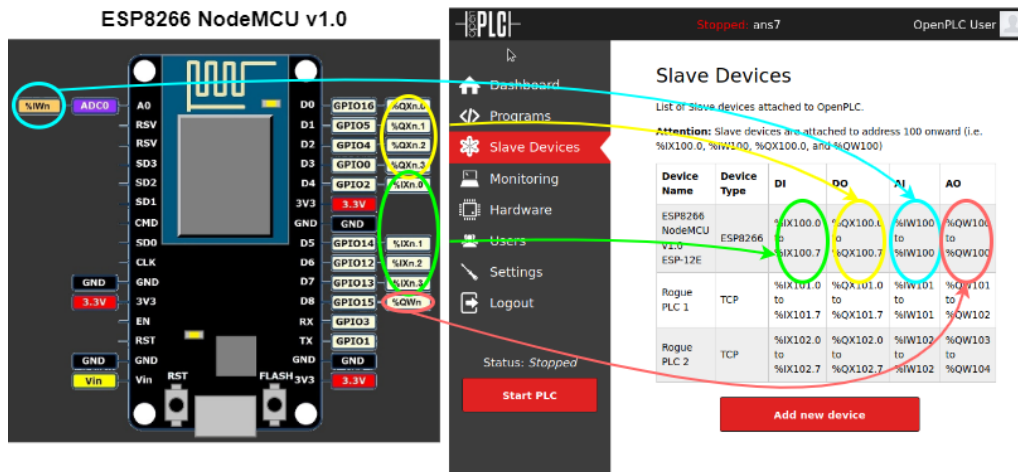 ESP8266 NodeMCU v1.0
%IWn ADC0 A0 D0 GPIO16 %QXn.0
RSV D1 GPIO5 %QXn.1
RSV D2 GPIO4 %QXn.2
SD3 D3 GPIO0 %QXn.3
SD2 D4 GPIO2 %IXn.0
SD1 3V3 3.3V
CMD GND GND
SD0 D5 GPIO14 %IXn.1
CLK D6 GPIO12 %IXn.2
GND GND D7 GPIO13 %IXn.3
3.3V 3V3 D8 GPIO15 %QWn
EN RX GPIO3
RST TX GPIO1
GND GND GND GND
Vin Vin RST FLASH 3V3 3.3V
open PLC
Stopped: ans7
OpenPLC User
Dashboard
Programs
Slave Devices
Monitoring
Hardware
Users
Settings
Logout
Status: Stopped
Start PLC
Slave Devices
List of Slave devices attached to OpenPLC.
Attention: Slave devices are attached to address 100 onward (i.e.
%IX100.0, %IW100, %QX100.0, and %QW100)
Device Name Device Type DI DO AI AO
ESP8266 NodeMCU v1.0 ESP-12E ESP8266 %IX100.0 to %IX100.7 %QX100.0 to %QX100.7 %IW100 to %IW100 %QW100 to %QW100
Rogue PLC 1 TCP %IX101.0 to %IX101.7 %QX101.0 to %QX101.7 %IW101 to %IW101 %QW101 to %QW102
Rogue PLC 2 TCP %IX102.0 to %IX102.7 %QX102.0 to %QX102.7 %IW102 to %IW102 %QW103 to %QW104
Add new device